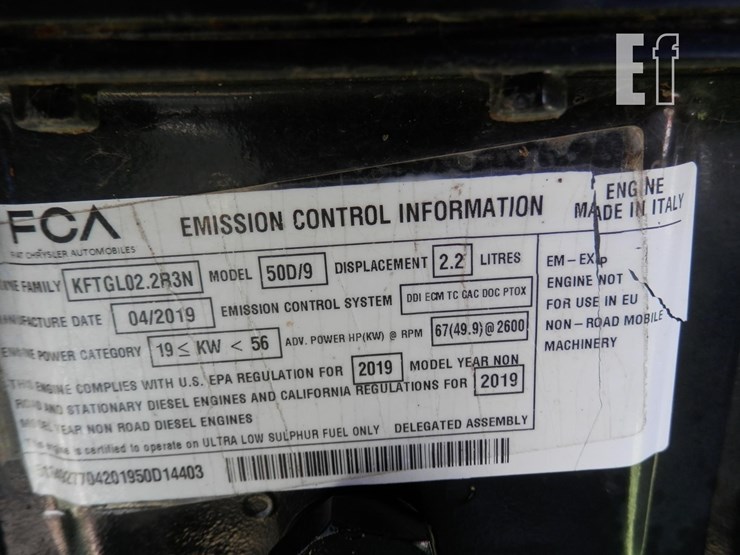 Ef
FCA
FIAT CHRYSLER AUTOMOBILES
EMISSION CONTROL INFORMATION
ENGINE
MADE IN ITALY
ENGINE FAMILY KFTGL02.2R3N MODEL 50D/9 DISPLACEMENT 2.2 LITRES
MANUFACTURE DATE 04/2019 EMISSION CONTROL SYSTEM DDI ECM TC CAC DOC PTOX
ENGINE POWER CATEGORY 19 ≤ KW < 56 ADV. POWER HP(KW) @ RPM 67(49.9) @ 2600
THIS ENGINE COMPLIES WITH U.S. EPA REGULATION FOR 2019 MODEL YEAR NON
ROAD AND STATIONARY DIESEL ENGINES AND CALIFORNIA REGULATIONS FOR 2019
MODEL YEAR NON ROAD DIESEL ENGINES
This engine is certified to operate on ULTRA LOW SULPHUR FUEL ONLY DELEGATED ASSEMBLY
EM-EXP
ENGINE NOT
FOR USE IN EU
NON-ROAD MOBILE
MACHINERY